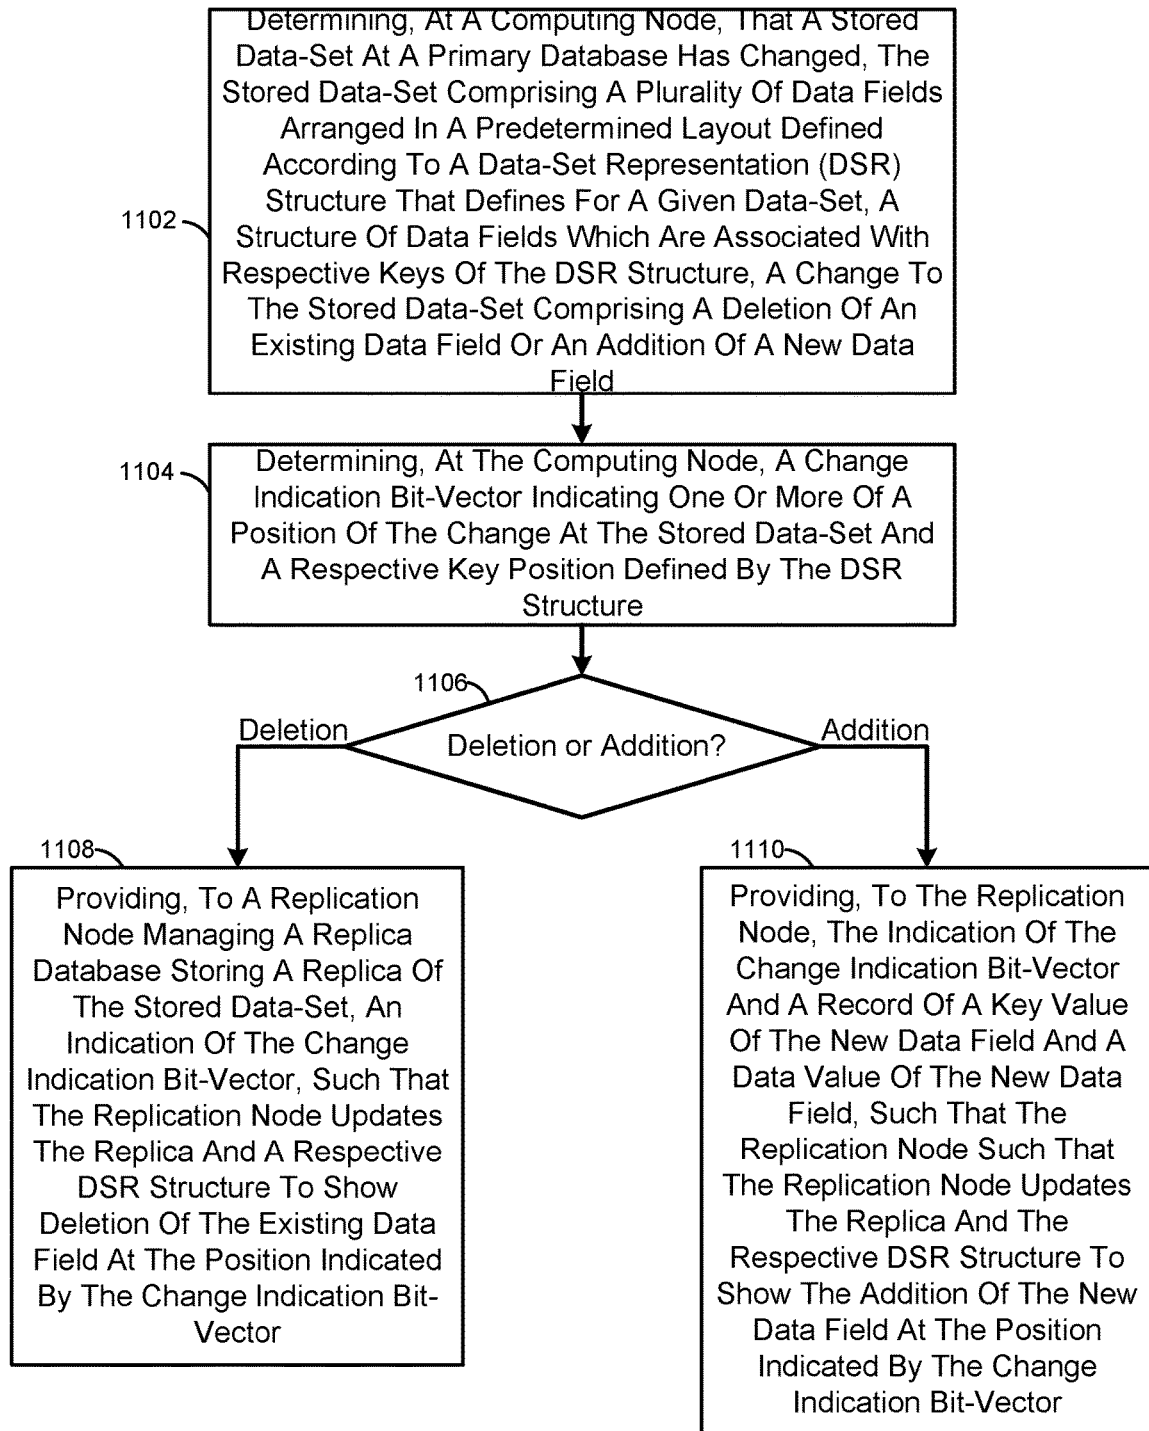 Determining, At A Computing Node, That A Stored
Data-Set At A Primary Database Has Changed, The
Stored Data-Set Comprising A Plurality Of Data Fields
Arranged In A Predetermined Layout Defined
According To A Data-Set Representation (DSR)
Structure That Defines For A Given Data-Set, A
Structure Of Data Fields Which Are Associated With
Respective Keys Of The DSR Structure, A Change To
The Stored Data-Set Comprising A Deletion Of An
Existing Data Field Or An Addition Of A New Data
Field
1102
1104
Determining, At The Computing Node, A Change
Indication Bit-Vector Indicating One Or More Of A
Position Of The Change At The Stored Data-Set And
A Respective Key Position Defined By The DSR
Structure
1106
Deletion
Deletion or Addition?
Addition
1108
Providing, To A Replication
Node Managing A Replica
Database Storing A Replica Of
The Stored Data-Set, An
Indication Of The Change
Indication Bit-Vector, Such That
The Replication Node Updates
The Replica And A Respective
DSR Structure To Show
Deletion Of The Existing Data
Field At The Position Indicated
By The Change Indication Bit-
Vector
1110
Providing, To The Replication
Node, The Indication Of The
Change Indication Bit-Vector
And A Record Of A Key Value
Of The New Data Field And A
Data Value Of The New Data
Field, Such That The
Replication Node Such That
The Replication Node Updates
The Replica And The
Respective DSR Structure To
Show The Addition Of The New
Data Field At The Position
Indicated By The Change
Indication Bit-Vector